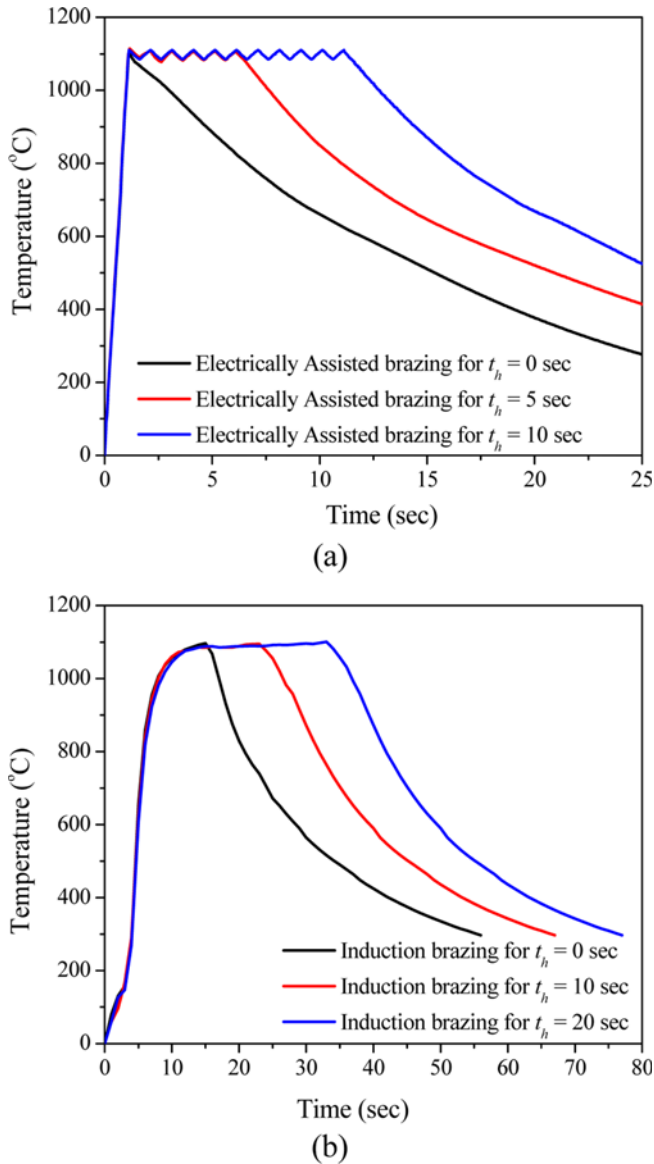 1200
1000
800
600
400
200
0
Temperature (°C)
Electrically Assisted brazing for t_h = 0 sec
Electrically Assisted brazing for t_h = 5 sec
Electrically Assisted brazing for t_h = 10 sec
0 5 10 15 20 25
Time (sec)
(a)
1200
1000
800
600
400
200
0
Temperature (°C)
Induction brazing for t_h = 0 sec
Induction brazing for t_h = 10 sec
Induction brazing for t_h = 20 sec
0 10 20 30 40 50 60 70 80
Time (sec)
(b)